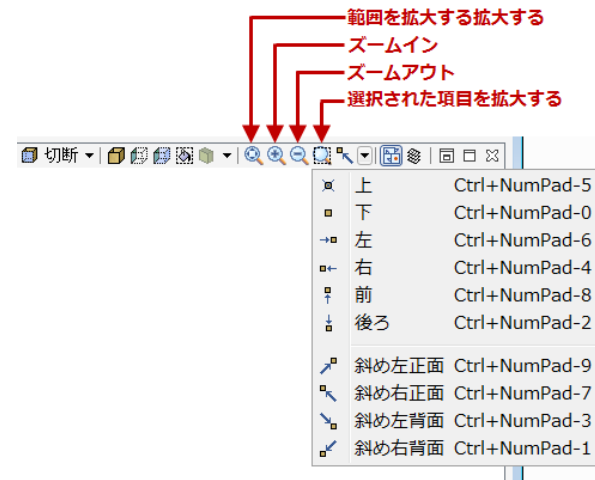 範囲を拡大する拡大する
ズームイン
ズームアウト
選択された項目を拡大する
切断
上 Ctrl+NumPad-5
下 Ctrl+NumPad-0
左 Ctrl+NumPad-6
右 Ctrl+NumPad-4
前 Ctrl+NumPad-8
後ろ Ctrl+NumPad-2
斜め左正面 Ctrl+NumPad-9
斜め右正面 Ctrl+NumPad-7
斜め左背面 Ctrl+NumPad-3
斜め右背面 Ctrl+NumPad-1